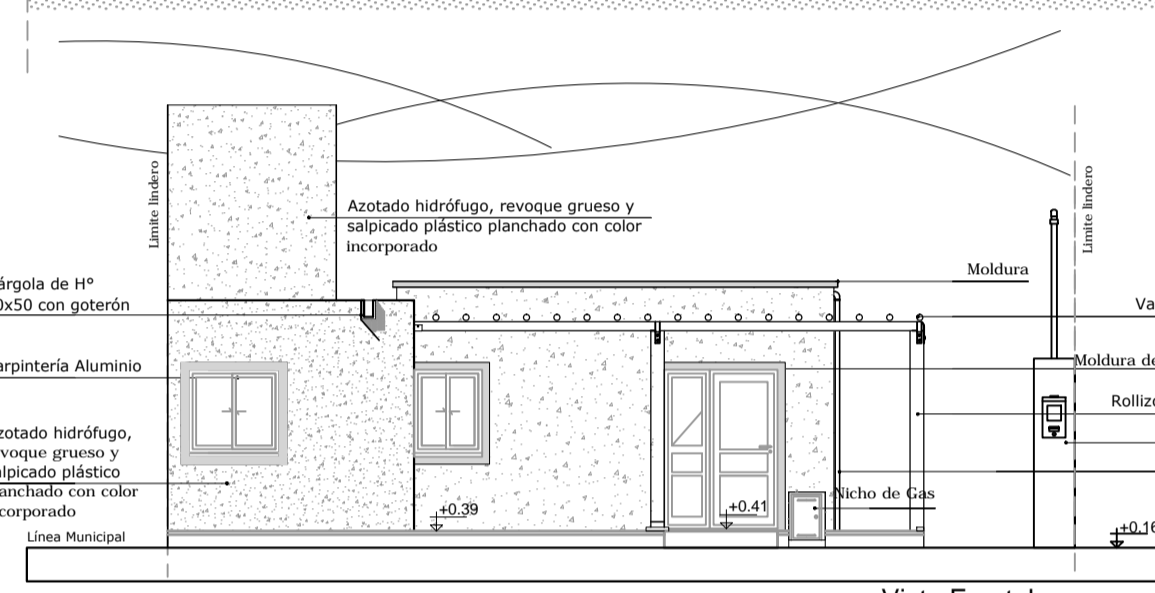 Limite lindero
Azotado hidrófugo, revoque grueso y
salpicado plástico planchado con color
incorporado
Limite lindero
Moldura
árgola de H°
0x50 con goterón
Va
arpintería Aluminio
Moldura de
Rollizo
zotado hidrófugo,
evoque grueso y
alpicado plástico
lanchado con color
corporado
Nicho de Gas
+0.39
+0.41
+0.16
Línea Municipal